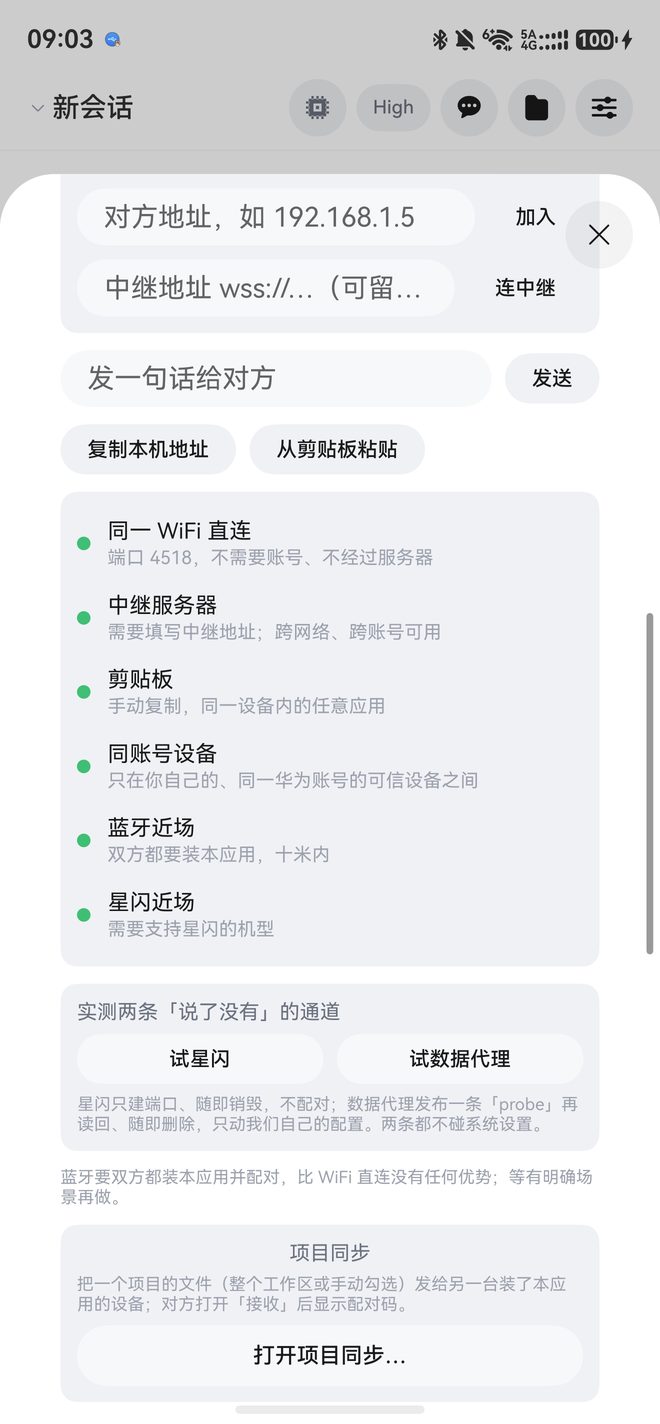 09:03
6
5A
4G
100
新会话
High
对方地址，如 192.168.1.5
加入
中继地址 wss://…（可留…
连中继
发一句话给对方
发送
复制本机地址
从剪贴板粘贴
同一 WiFi 直连
端口 4518，不需要账号、不经过服务器
中继服务器
需要填写中继地址；跨网络、跨账号可用
剪贴板
手动复制，同一设备内的任意应用
同账号设备
只在你自己的、同一华为账号的可信设备之间
蓝牙近场
双方都要装本应用，十米内
星闪近场
需要支持星闪的机型
实测两条「说了没有」的通道
试星闪
试数据代理
星闪只建端口、随即销毁，不配对；数据代理发布一条「probe」再
读回、随即删除，只动我们自己的配置。两条都不碰系统设置。
蓝牙要双方都装本应用并配对，比 WiFi 直连没有任何优势；等有明确场
景再做。
项目同步
把一个项目的文件（整个工作区或手动勾选）发给另一台装了本应
用的设备；对方打开「接收」后显示配对码。
打开项目同步…